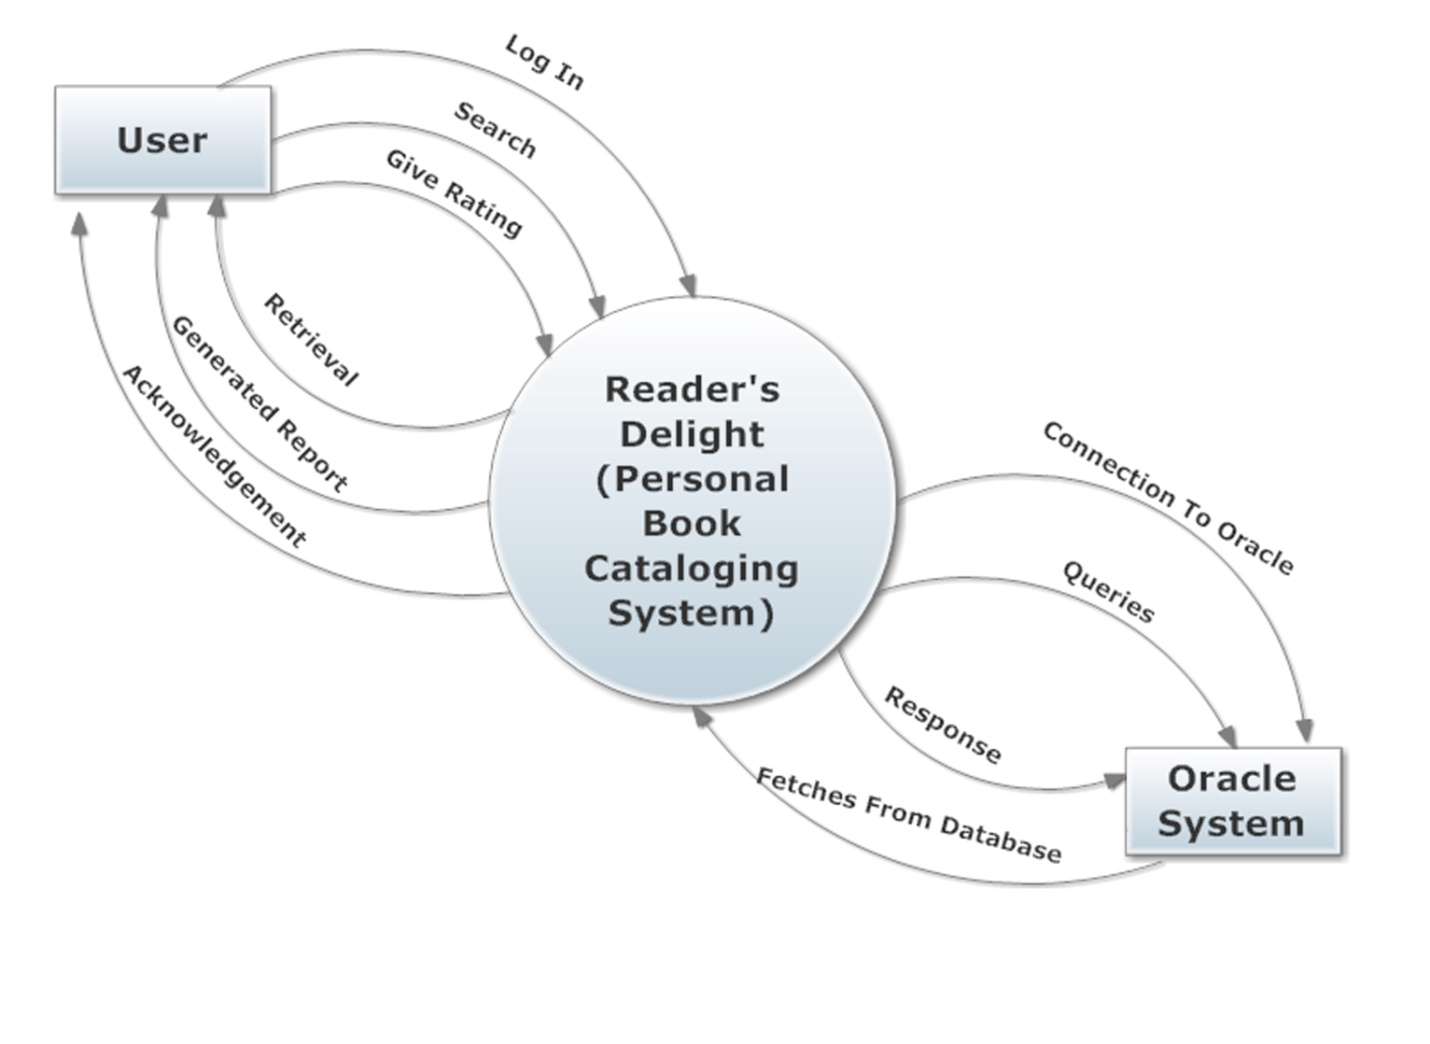 Log In
User
Search
Give Rating
Retrieval
Generated Report
Acknowledgement
Reader's
Delight
(Personal
Book
Cataloging
System)
Connection To Oracle
Queries
Response
Fetches From Database
Oracle
System